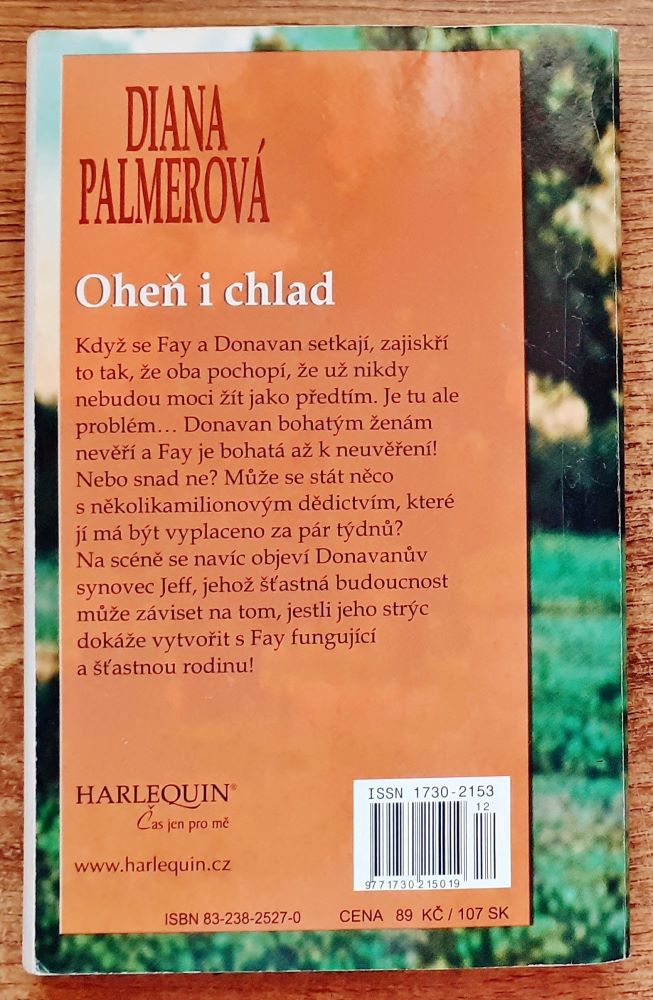 DIANA
PALMEROVÁ
Oheň i chlad
Když se Fay a Donavan setkají, zajiskří
to tak, že oba pochopí, že už nikdy
nebudou moci žít jako předtím. Je tu ale
problém... Donavan bohatým ženám
nevěří a Fay je bohatá až k neuvěření!
Nebo snad ne? Může se stát něco
s několikamilionovým dědictvím, které
jí má být vyplaceno za pár týdnů?
Na scéně se navíc objeví Donavanův
synovec Jeff, jehož šťastná budoucnost
může záviset na tom, jestli jeho strýc
dokáže vytvořit s Fay fungující
a šťastnou rodinu!
HARLEQUIN®
Čas jen pro mě
www.harlequin.cz
ISSN 1730-2153
12
9771730215019
ISBN 83-238-2527-0 CENA 89 KČ / 107 SK